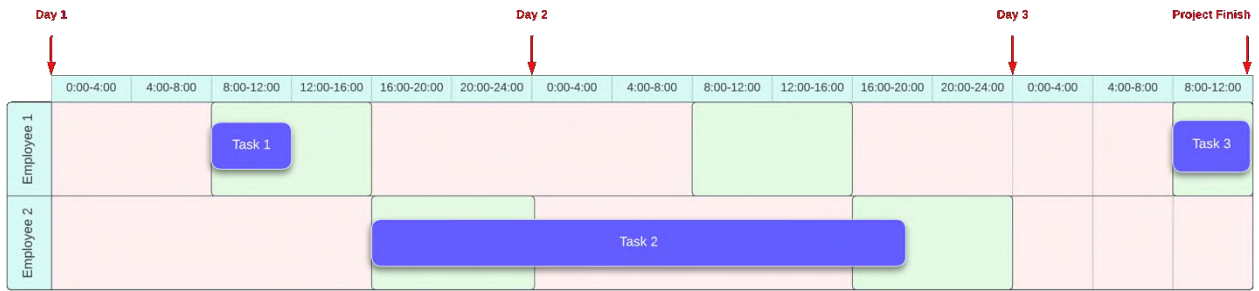 Day 1 Day 2 Day 3 Project Finish
0:00-4:00 4:00-8:00 8:00-12:00 12:00-16:00 16:00-20:00 20:00-24:00 0:00-4:00 4:00-8:00 8:00-12:00 12:00-16:00 16:00-20:00 20:00-24:00 0:00-4:00 4:00-8:00 8:00-12:00
Employee 1
Task 1 Task 3
Employee 2
Task 2